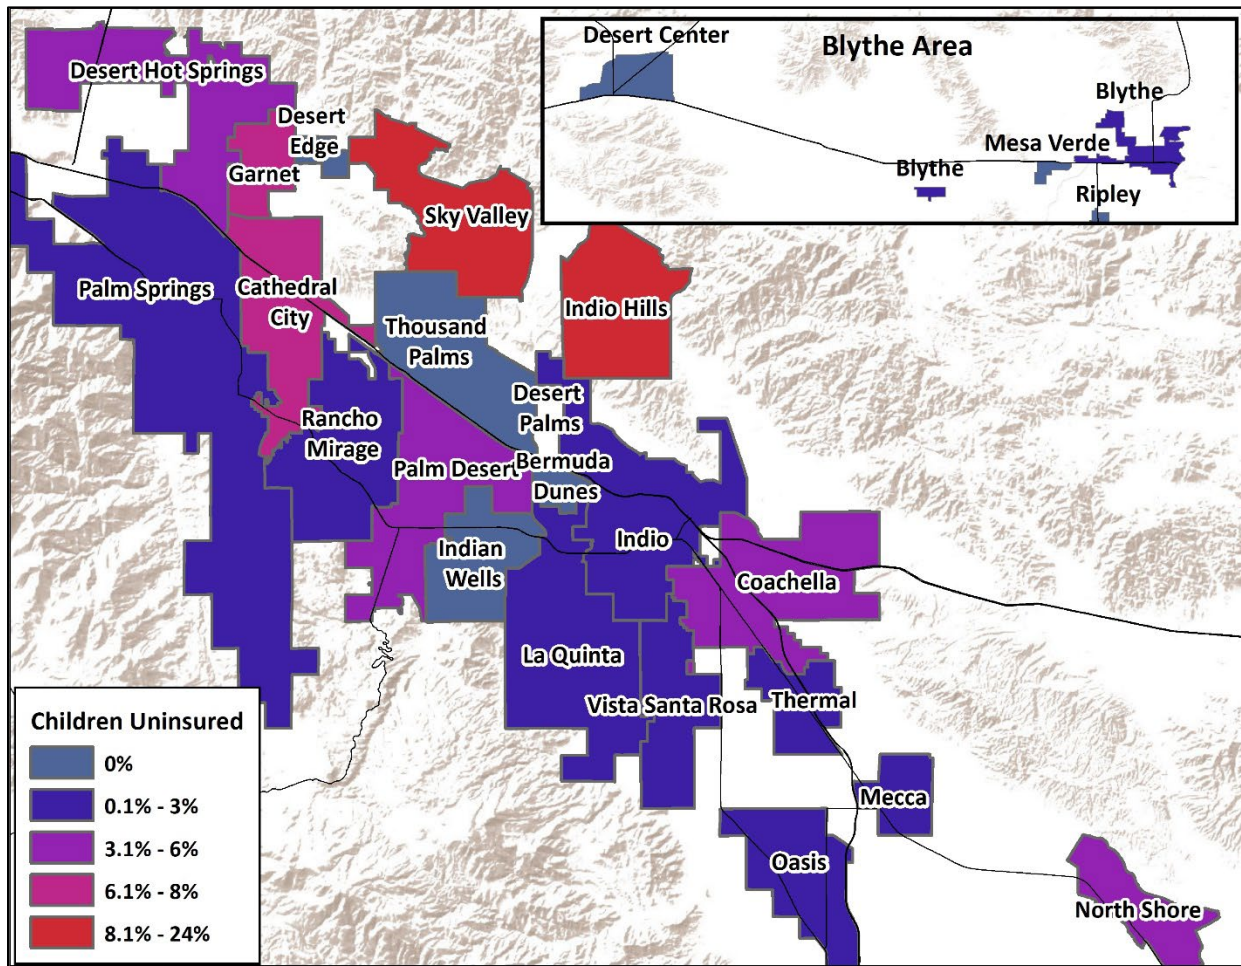 Desert Hot Springs
Desert
Edge
Garnet
Sky Valley
Palm Springs
Cathedral
City
Thousand
Palms
Indio Hills
Rancho
Mirage
Desert
Palms
Palm Desert
Bermuda
Dunes
Indian
Wells
Indio
Coachella
La Quinta
Vista Santa Rosa
Thermal
Mecca
Oasis
North Shore
Blythe Area
Desert Center
Blythe
Mesa Verde
Blythe
Ripley
Children Uninsured
0%
0.1% - 3%
3.1% - 6%
6.1% - 8%
8.1% - 24%